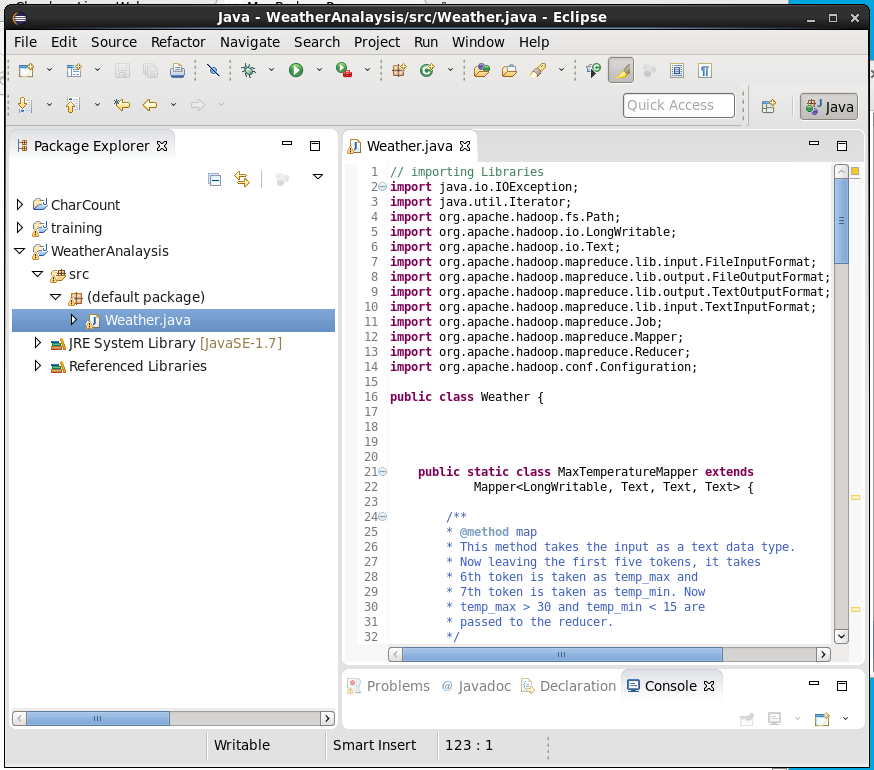 Java - WeatherAnalaysis/src/Weather.java - Eclipse
File Edit Source Refactor Navigate Search Project Run Window Help
Quick Access
Java
Package Explorer
CharCount
training
WeatherAnalaysis
src
(default package)
Weather.java
JRE System Library [JavaSE-1.7]
Referenced Libraries
Weather.java
1 // importing Libraries
2 import java.io.IOException;
3 import java.util.Iterator;
4 import org.apache.hadoop.fs.Path;
5 import org.apache.hadoop.io.LongWritable;
6 import org.apache.hadoop.io.Text;
7 import org.apache.hadoop.mapreduce.lib.input.FileInputFormat;
8 import org.apache.hadoop.mapreduce.lib.output.FileOutputFormat;
9 import org.apache.hadoop.mapreduce.lib.output.TextOutputFormat;
10 import org.apache.hadoop.mapreduce.lib.input.TextInputFormat;
11 import org.apache.hadoop.mapreduce.Job;
12 import org.apache.hadoop.mapreduce.Mapper;
13 import org.apache.hadoop.mapreduce.Reducer;
14 import org.apache.hadoop.conf.Configuration;
15
16 public class Weather {
17
18
19
20
21 public static class MaxTemperatureMapper extends
22 Mapper<LongWritable, Text, Text, Text> {
23
24 /**
25 * @method map
26 * This method takes the input as a text data type.
27 * Now leaving the first five tokens, it takes
28 * 6th token is taken as temp_max and
29 * 7th token is taken as temp_min. Now
30 * temp_max > 30 and temp_min < 15 are
31 * passed to the reducer.
32 */
Problems @ Javadoc Declaration Console
Writable Smart Insert 123 : 1